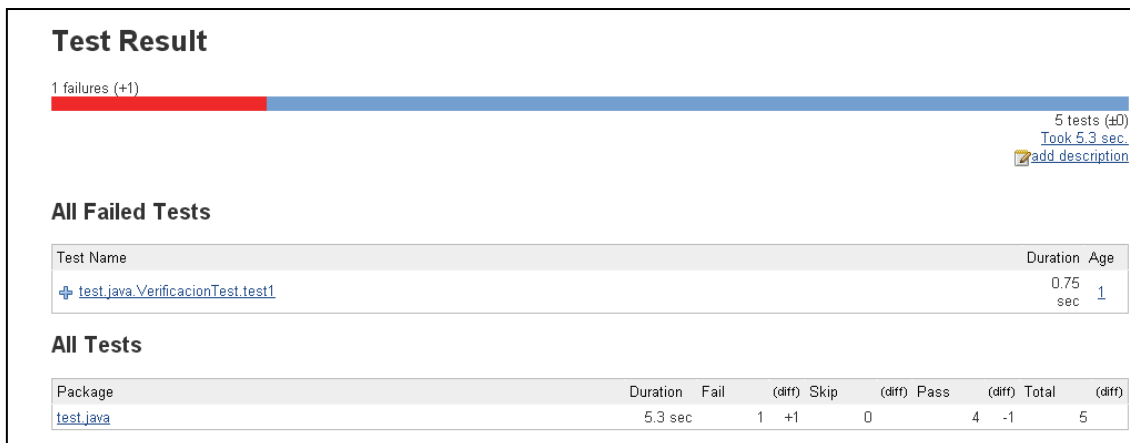 Test Result
1 failures (+1)
5 tests (±0)
Took 5.3 sec.
add description
All Failed Tests
Test Name Duration Age
test.java.VerificacionTest.test1 0.75 sec 1
All Tests
Package Duration Fail (diff) Skip (diff) Pass (diff) Total (diff)
test.java 5.3 sec 1 +1 0 4 -1 5